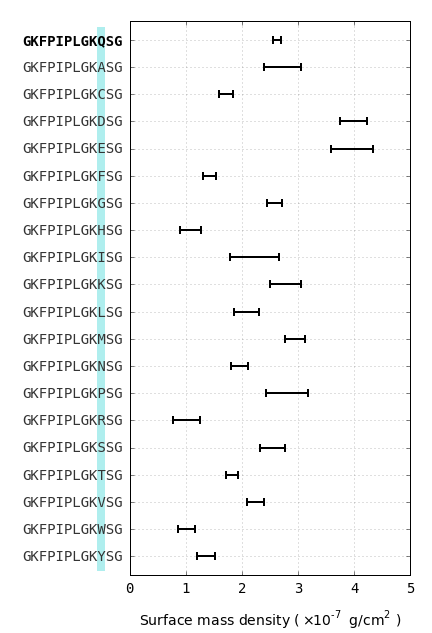 GKFPIPLGKQSG
GKFPIPLGKASG
GKFPIPLGKCSG
GKFPIPLGKDSG
GKFPIPLGKESG
GKFPIPLGKFSG
GKFPIPLGKGSG
GKFPIPLGKHSG
GKFPIPLGKISG
GKFPIPLGKKSG
GKFPIPLGKLSG
GKFPIPLGKMSG
GKFPIPLGKNSG
GKFPIPLGKPSG
GKFPIPLGKRSG
GKFPIPLGKSSG
GKFPIPLGKTSG
GKFPIPLGKVSG
GKFPIPLGKWSG
GKFPIPLGKYSG
0 1 2 3 4 5
Surface mass density ( ×10⁻⁷ g/cm² )